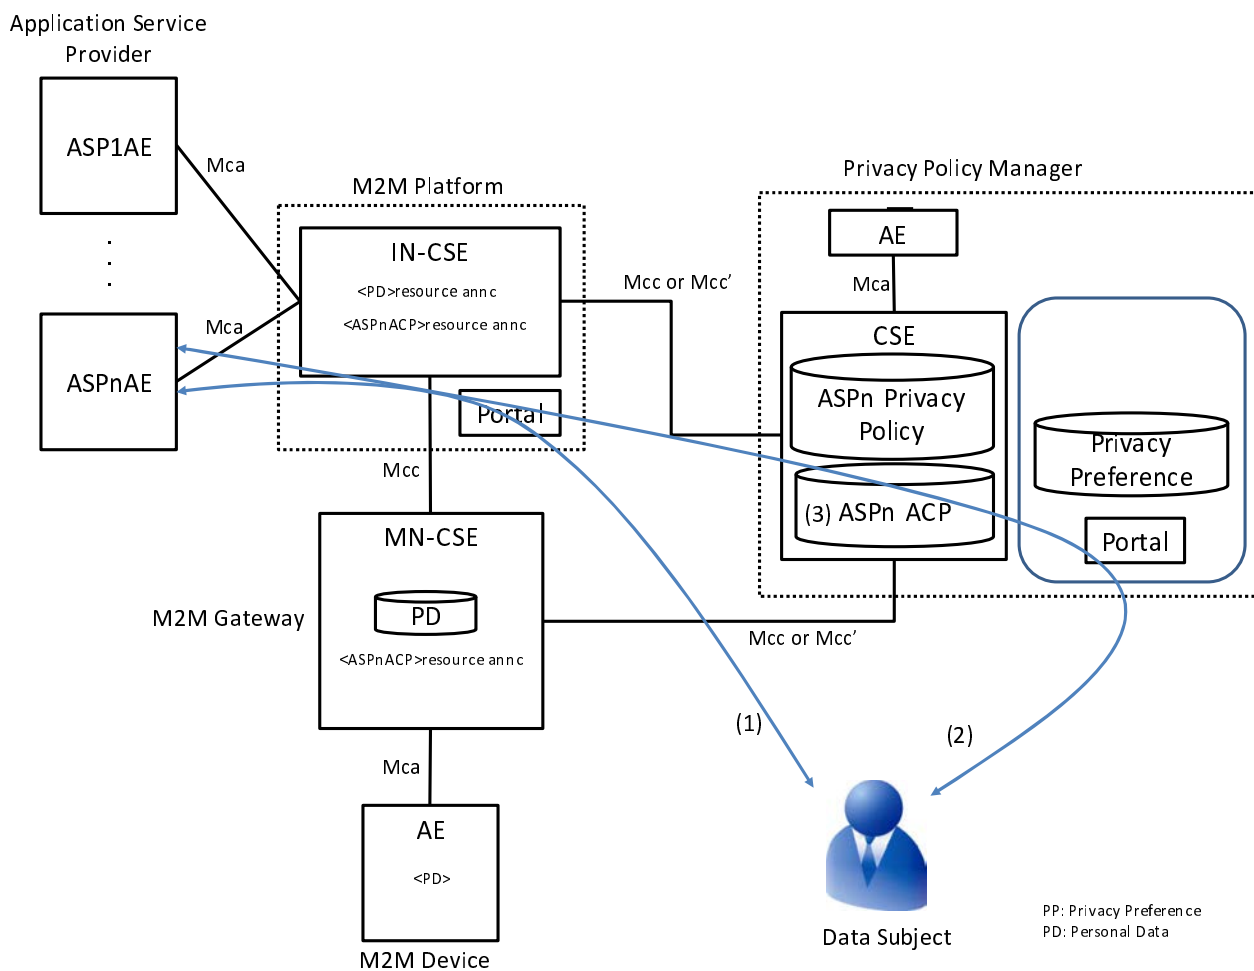 Application Service
Provider
ASP1AE
Mca
M2M Platform
Privacy Policy Manager
AE
IN-CSE
<PD>resource annc
<ASPnACP>resource annc
Mcc or Mcc’
Mca
Mca
ASPnAE
CSE
ASPn Privacy
Policy
Portal
Privacy
Preference
Mcc
(3) ASPn ACP
Portal
MN-CSE
PD
M2M Gateway
<ASPnACP>resource annc
Mcc or Mcc’
(1)
(2)
Mca
AE
<PD>
M2M Device
Data Subject
PP: Privacy Preference
PD: Personal Data